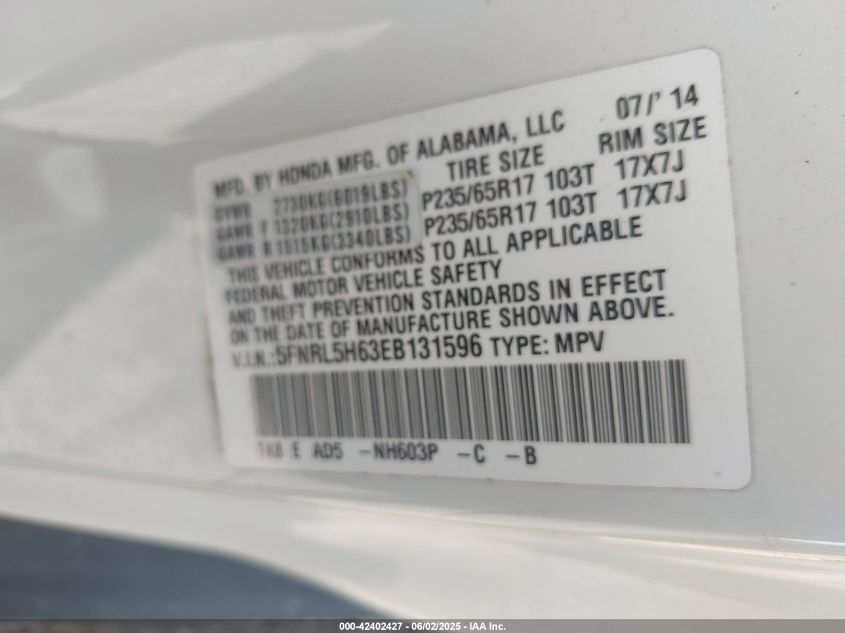 MFD. BY HONDA MFG. OF ALABAMA, LLC 07/' 14
TIRE SIZE RIM SIZE
GVWR 2730KG(6019LBS)
GAWR F 1320KG(2910LBS) P235/65R17 103T 17X7J
GAWR R 1515KG(3340LBS) P235/65R17 103T 17X7J
THIS VEHICLE CONFORMS TO ALL APPLICABLE
FEDERAL MOTOR VEHICLE SAFETY
AND THEFT PREVENTION STANDARDS IN EFFECT
ON THE DATE OF MANUFACTURE SHOWN ABOVE.
V.I.N.:5FNRL5H63EB131596 TYPE: MPV
TK8 E AD5 -NH603P -C -B
000-42402427 - 06/02/2025 - IAA Inc.